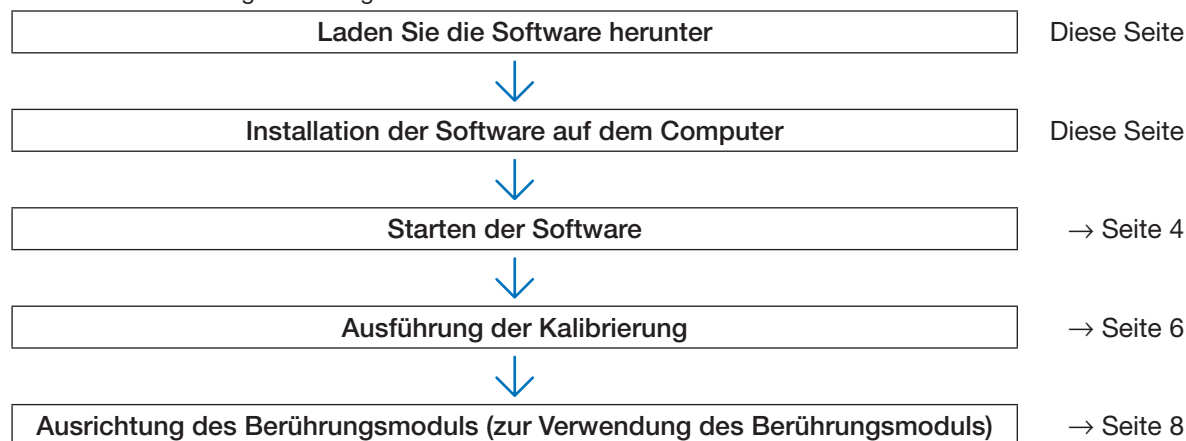 Laden Sie die Software herunter Diese Seite
Installation der Software auf dem Computer Diese Seite
Starten der Software → Seite 4
Ausführung der Kalibrierung → Seite 6
Ausrichtung des Berührungsmoduls (zur Verwendung des Berührungsmoduls) → Seite 8